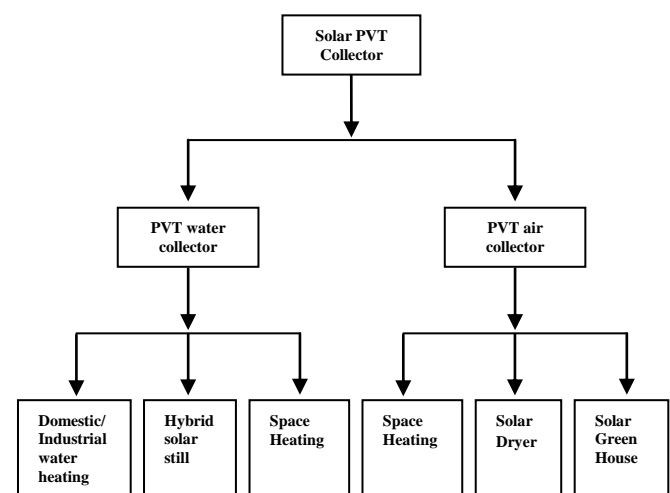 Solar PVT
Collector
PVT water
collector
PVT air
collector
Domestic/
Industrial
water
heating
Hybrid
solar
still
Space
Heating
Space
Heating
Solar
Dryer
Solar
Green
House